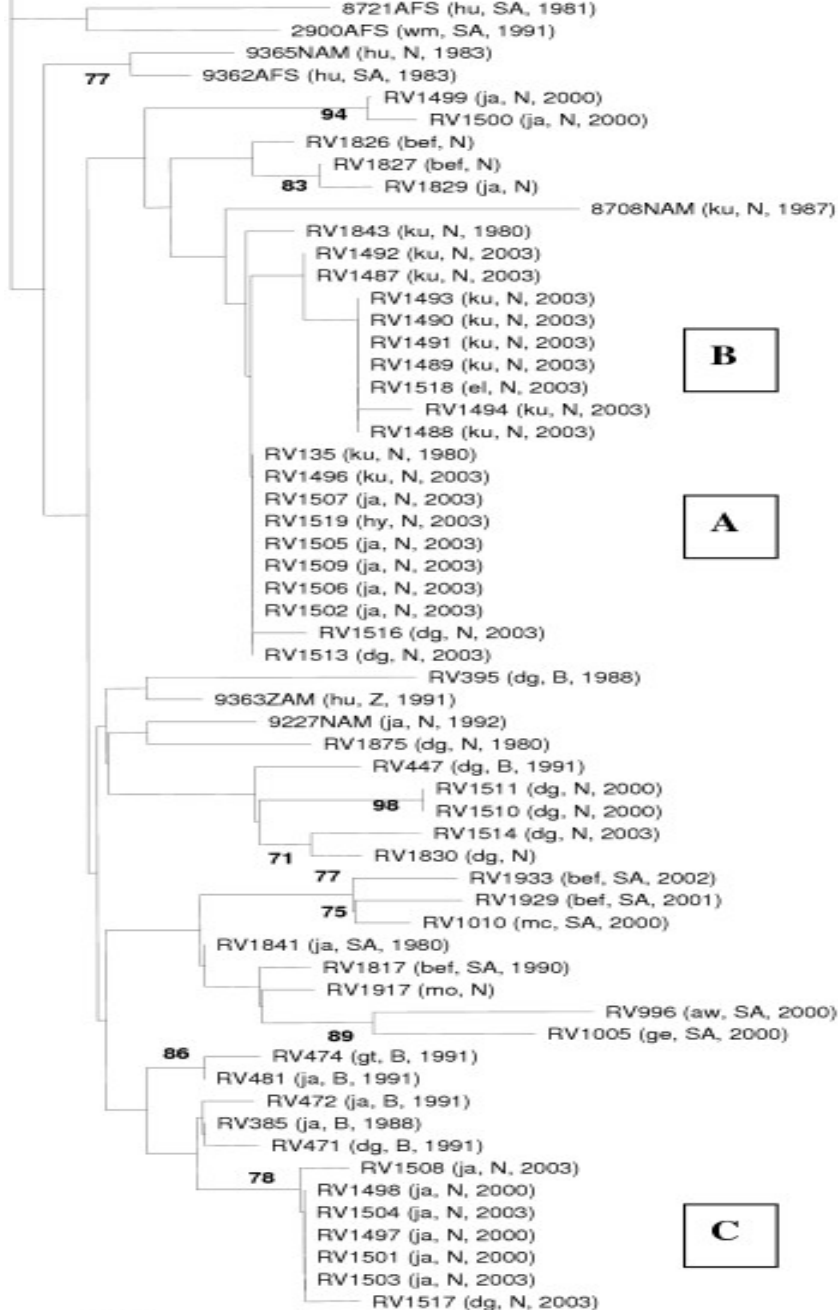 8721AFS (hu, SA, 1981)
2900AFS (wm, SA, 1991)
9365NAM (hu, N, 1983)
77
9362AFS (hu, SA, 1983)
RV1499 (ja, N, 2000)
94
RV1500 (ja, N, 2000)
RV1826 (bef, N)
RV1827 (bef, N)
83
RV1829 (ja, N)
8708NAM (ku, N, 1987)
RV1843 (ku, N, 1980)
RV1492 (ku, N, 2003)
RV1487 (ku, N, 2003)
RV1493 (ku, N, 2003)
RV1490 (ku, N, 2003)
RV1491 (ku, N, 2003)
B
RV1489 (ku, N, 2003)
RV1518 (el, N, 2003)
RV1494 (ku, N, 2003)
RV1488 (ku, N, 2003)
RV135 (ku, N, 1980)
RV1496 (ku, N, 2003)
RV1507 (ja, N, 2003)
RV1519 (hy, N, 2003)
A
RV1505 (ja, N, 2003)
RV1509 (ja, N, 2003)
RV1506 (ja, N, 2003)
RV1502 (ja, N, 2003)
RV1516 (dg, N, 2003)
RV1513 (dg, N, 2003)
RV395 (dg, B, 1988)
9363ZAM (hu, Z, 1991)
9227NAM (ja, N, 1992)
RV1875 (dg, N, 1980)
RV447 (dg, B, 1991)
RV1511 (dg, N, 2000)
98
RV1510 (dg, N, 2000)
RV1514 (dg, N, 2003)
71
RV1830 (dg, N)
77
RV1933 (bef, SA, 2002)
RV1929 (bef, SA, 2001)
75
RV1010 (mc, SA, 2000)
RV1841 (ja, SA, 1980)
RV1817 (bef, SA, 1990)
RV1917 (mo, N)
RV996 (aw, SA, 2000)
89
RV1005 (ge, SA, 2000)
86
RV474 (gt, B, 1991)
RV481 (ja, B, 1991)
RV472 (ja, B, 1991)
RV385 (ja, B, 1988)
RV471 (dg, B, 1991)
78
RV1508 (ja, N, 2003)
RV1498 (ja, N, 2000)
RV1504 (ja, N, 2003)
RV1497 (ja, N, 2000)
C
RV1501 (ja, N, 2000)
RV1503 (ja, N, 2003)
RV1517 (dg, N, 2003)